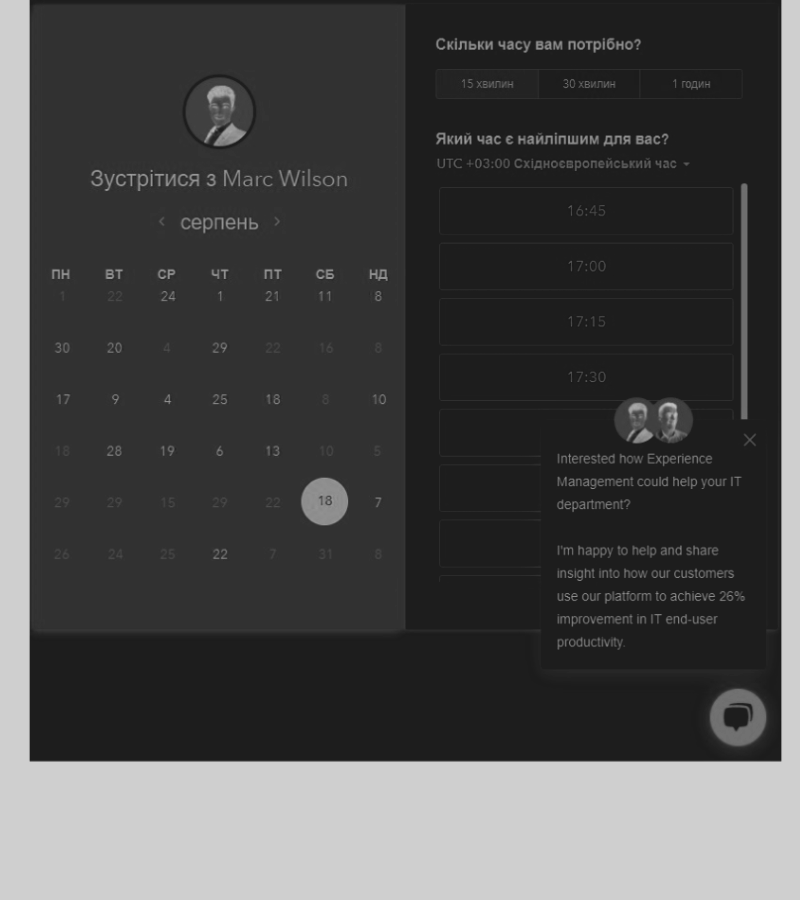 Зустрітися з Marc Wilson
серпень
ПН ВТ СР ЧТ ПТ СБ НД
1 22 24 1 21 11 8
30 20 4 29 22 16 8
17 9 4 25 18 8 10
18 28 19 6 13 10 5
29 29 15 29 22 18 7
26 24 25 22 7 31 8
Скільки часу вам потрібно?
15 хвилин 30 хвилин 1 годин
Який час є найліпшим для вас?
UTC +03:00 Східноєвропейський час
16:45
17:00
17:15
17:30
Interested how Experience
Management could help your IT
department?
I'm happy to help and share
insight into how our customers
use our platform to achieve 26%
improvement in IT end-user
productivity.